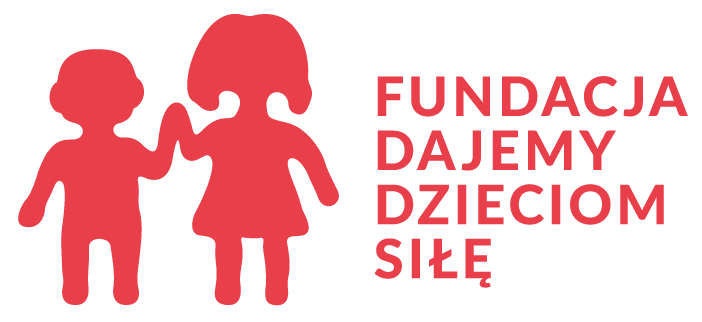 FUNDACJA
DAJEMY
DZIECIOM
SIŁĘ